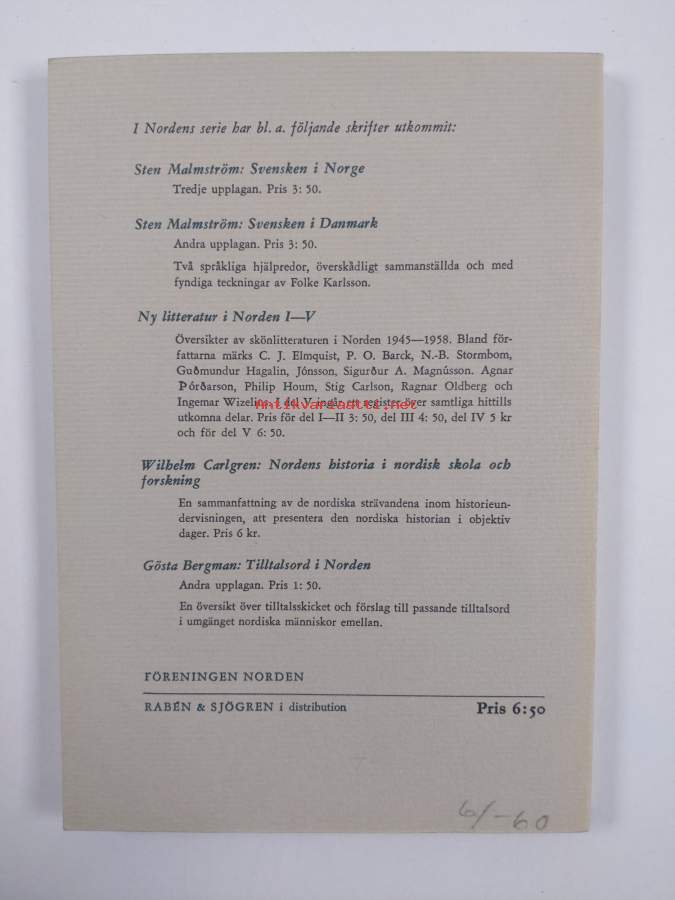 I Nordens serie har bl. a. följande skrifter utkommit:
Sten Malmström: Svensken i Norge
Tredje upplagan. Pris 3: 50.
Sten Malmström: Svensken i Danmark
Andra upplagan. Pris 3: 50.
Två språkliga hjälpredor, överskådligt sammanställda och med
fyndiga teckningar av Folke Karlsson.
Ny litteratur i Norden I—V
Översikter av skönlitteraturen i Norden 1945—1958. Bland för-
fattarna märks C. J. Elmquist, P. O. Barck, N.-B. Stormbom,
Guðmundur Hagalin, Jónsson, Sigurður A. Magnússon. Agnar
Þórðarson, Philip Houm, Stig Carlson, Ragnar Oldberg och
Ingemar Wizelius. I del V ingår ett register över samtliga hittills
antikvariaatti.net
utkomna delar. Pris för del I—II 3: 50, del III 4: 50, del IV 5 kr
och för del V 6: 50.
Wilhelm Carlgren: Nordens historia i nordisk skola och
forskning
En sammanfattning av de nordiska strävandena inom historieun-
dervisningen, att presentera den nordiska historian i objektiv
dager. Pris 6 kr.
Gösta Bergman: Tilltalsord i Norden
Andra upplagan. Pris 1: 50.
En översikt över tilltalsskicket och förslag till passande tilltalsord
i umgänget nordiska människor emellan.
FÖRENINGEN NORDEN
RABÉN & SJÖGREN i distribution Pris 6:50
6/-60